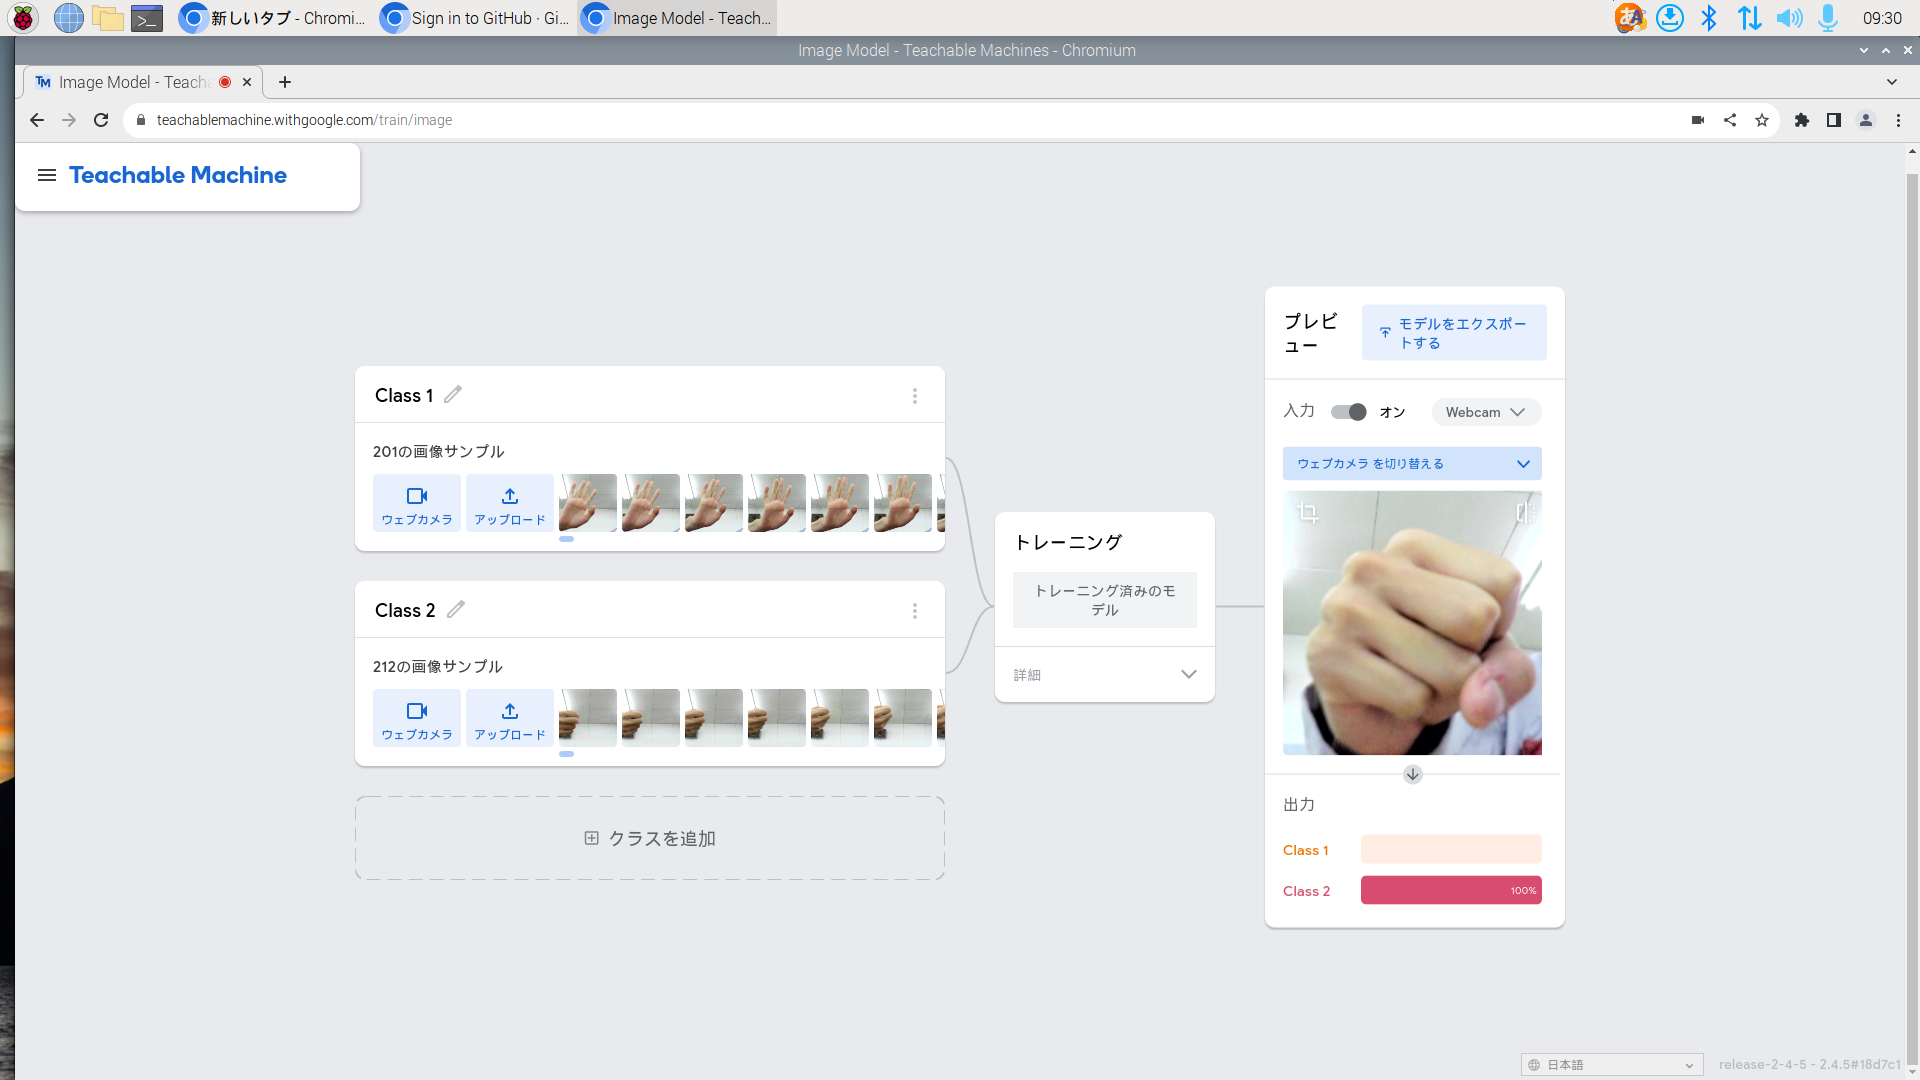 新しいタブ - Chromi...
Sign in to GitHub · Gi...
Image Model - Teach...
09:30
Image Model - Teachable Machines - Chromium
Image Model - Teach
teachablemachine.withgoogle.com/train/image
Teachable Machine
プレビュー
モデルをエクスポー
トする
Class 1
入力
オン
Webcam
201の画像サンプル
ウェブカメラ を切り替える
ウェブカメラ
アップロード
トレーニング
トレーニング済みのモ
デル
Class 2
212の画像サンプル
詳細
ウェブカメラ
アップロード
出力
クラスを追加
Class 1
Class 2
100%
日本語
release-2-4-5 - 2.4.5#18d7c1